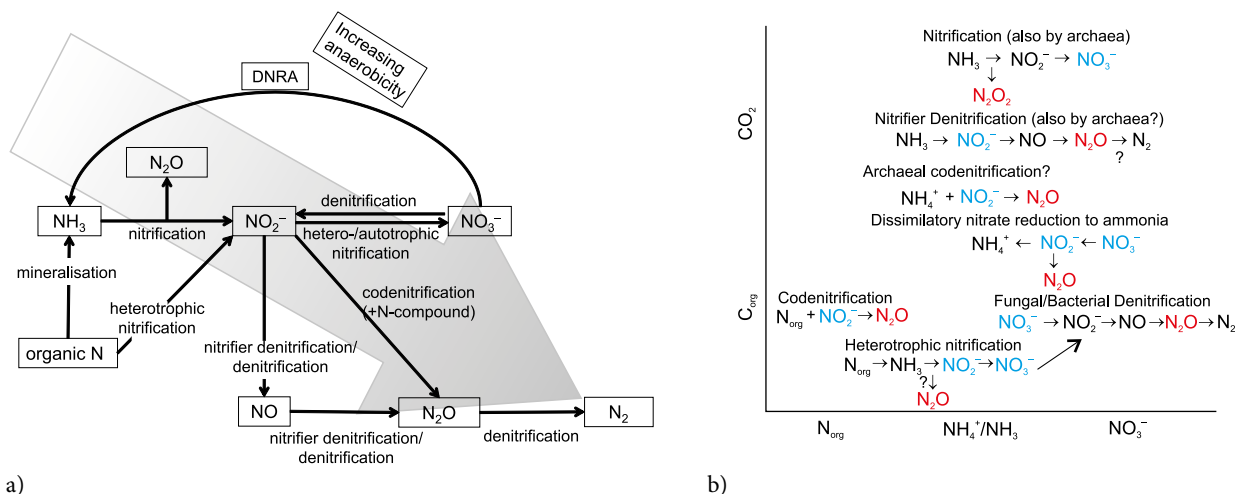 Increasing
anaerobicity
DNRA
N₂O
denitrification
NH₃
NO₂⁻
NO₃⁻
nitrification
hetero-/autotrophic
nitrification
mineralisation
heterotrophic
nitrification
codenitrification
(+N-compound)
organic N
nitrifier denitrification/
denitrification
NO
N₂O
N₂
nitrifier denitrification/
denitrification
denitrification
a)
CO₂
C_org
Nitrification (also by archaea)
NH₃ → NO₂⁻ → NO₃⁻
↓
N₂O₂
Nitrifier Denitrification (also by archaea?)
NH₃ → NO₂⁻ → NO → N₂O → N₂
?
Archaeal codenitrification?
NH₄⁺ + NO₂⁻ → N₂O
Dissimilatory nitrate reduction to ammonia
NH₄⁺ ← NO₂⁻ ← NO₃⁻
↓
N₂O
Codenitrification
N_org + NO₂⁻ → N₂O
Fungal/Bacterial Denitrification
NO₃⁻ → NO₂⁻ → NO → N₂O → N₂
Heterotrophic nitrification
N_org → NH₃ → NO₂⁻ → NO₃⁻
?↓
N₂O
N_org
NH₄⁺/NH₃
NO₃⁻
b)